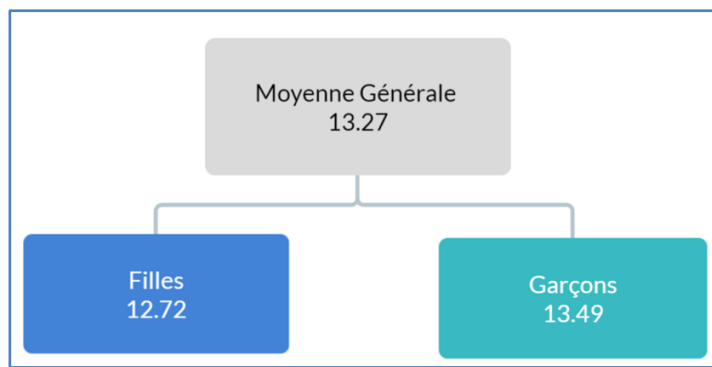 Moyenne Générale
13.27
Filles
12.72
Garçons
13.49